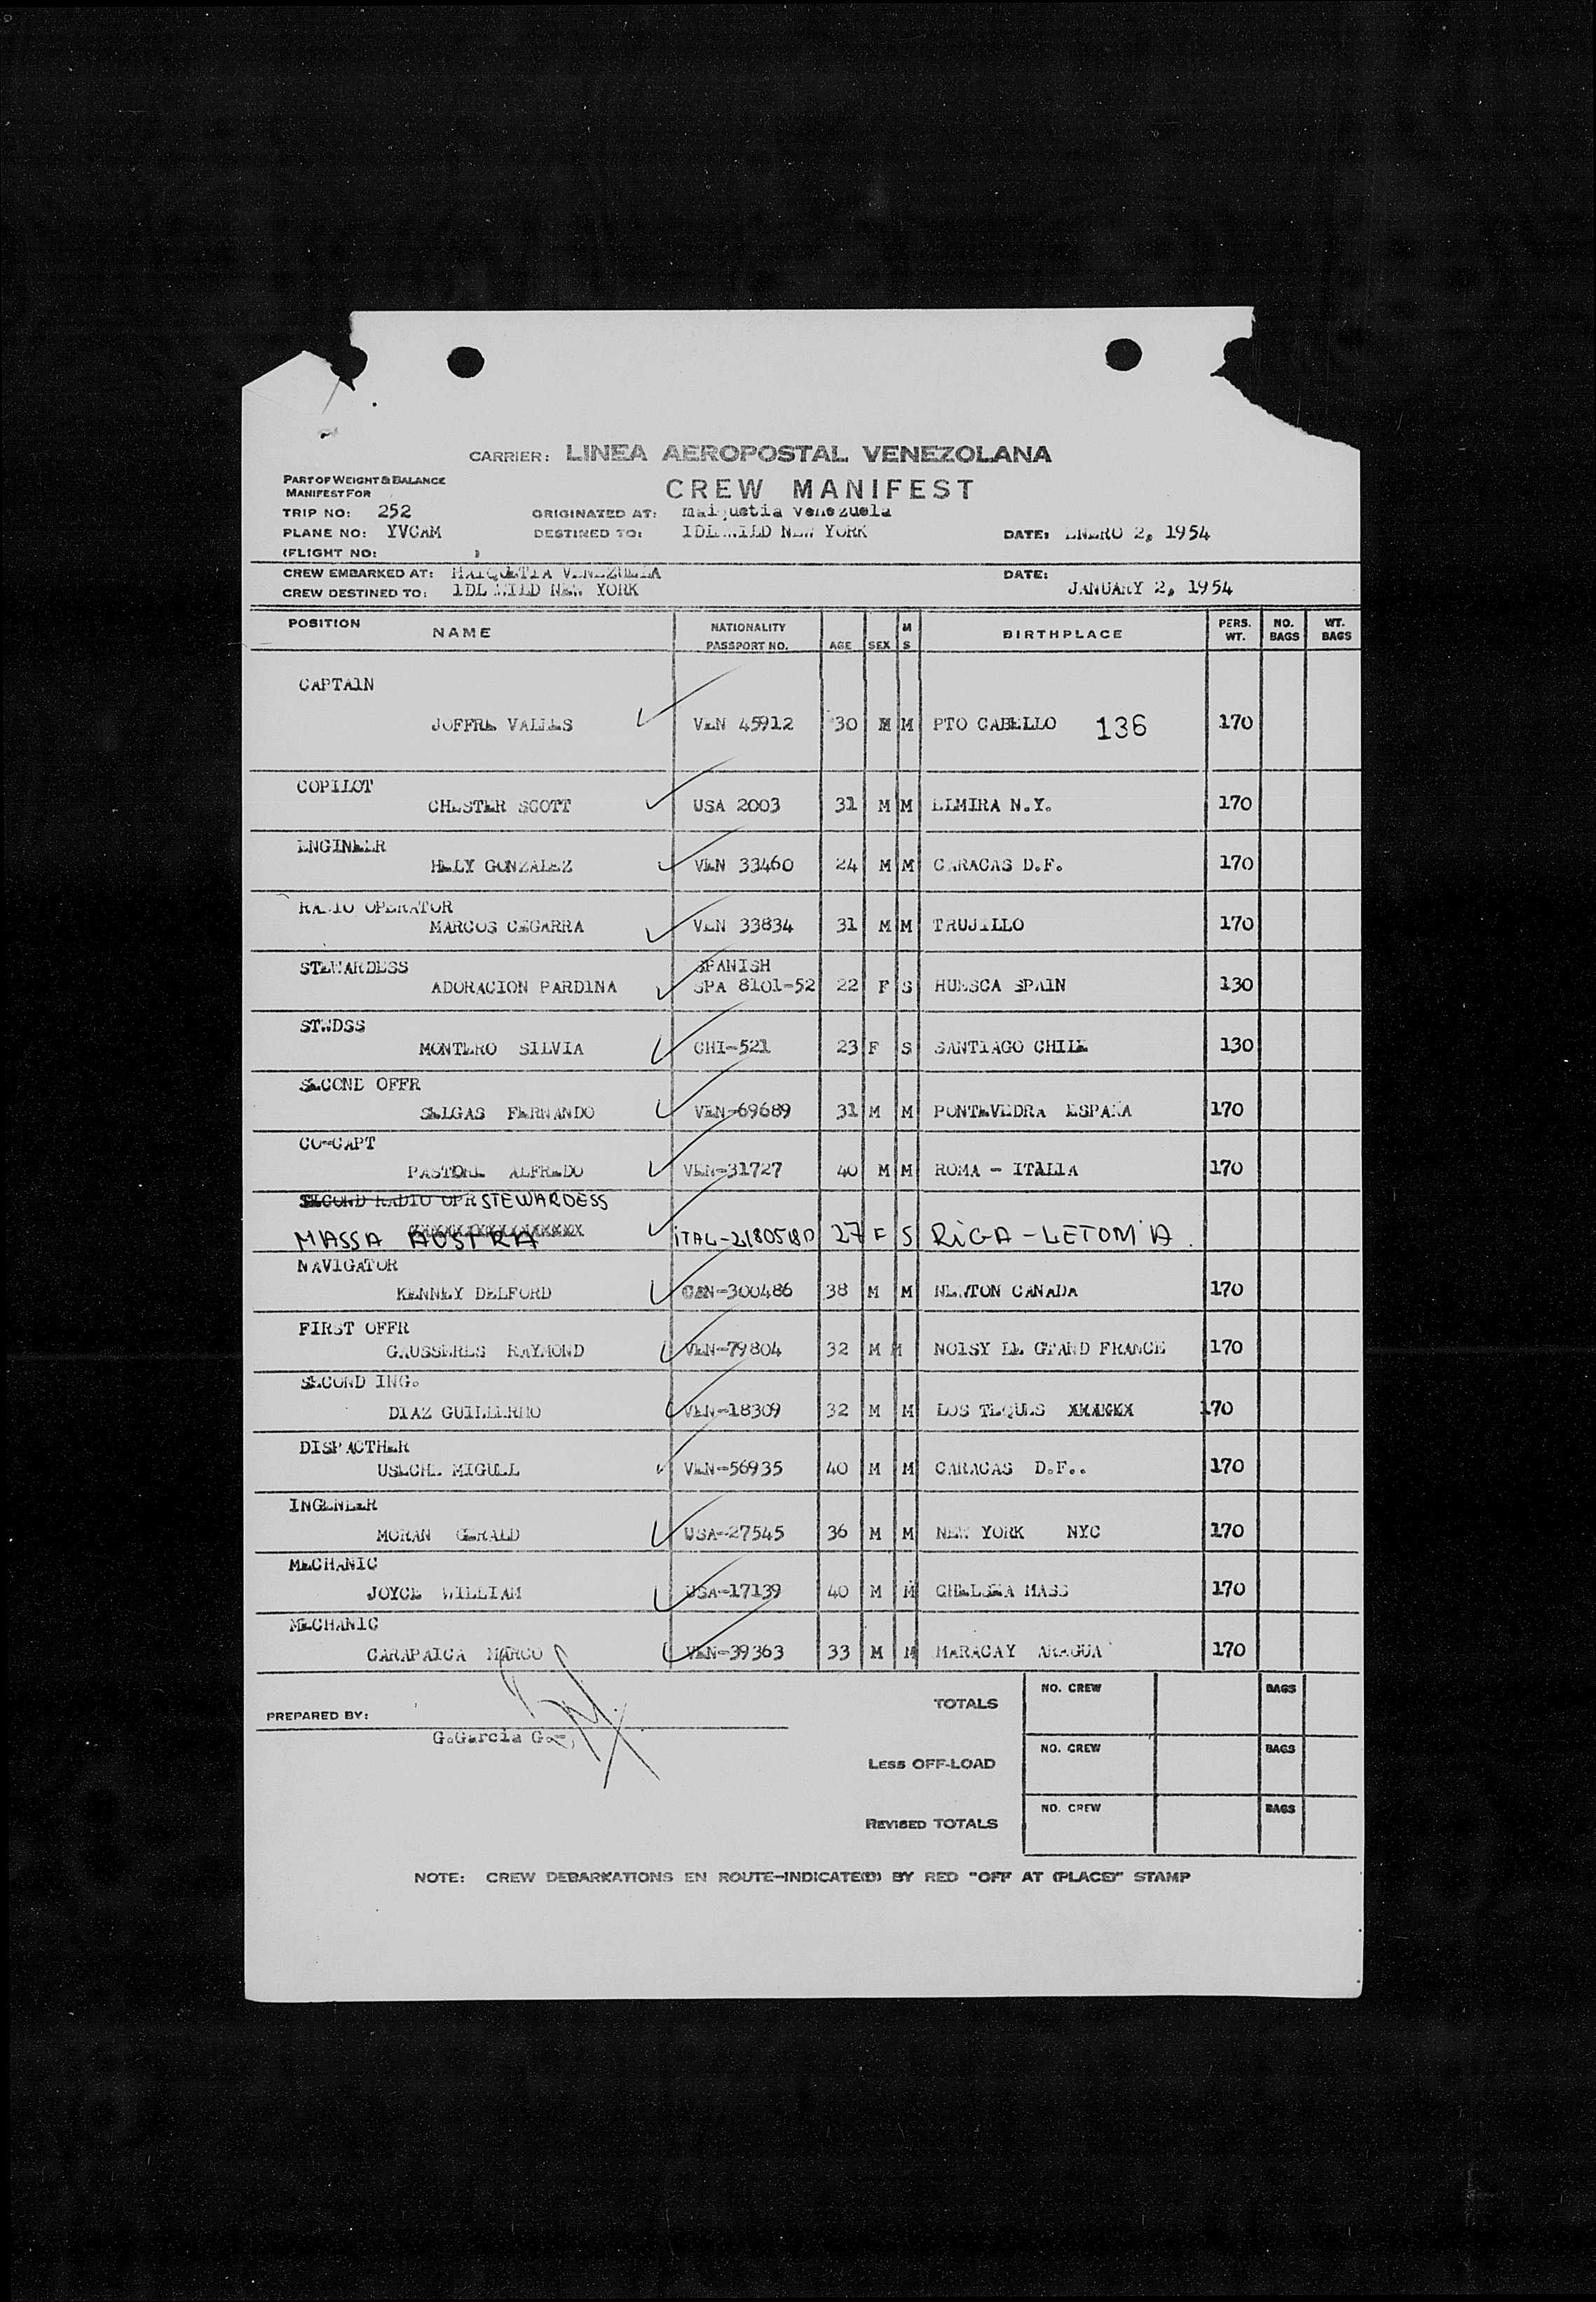 CARRIER: LINEA AEROPOSTAL VENEZOLANA
PART OF WEIGHT & BALANCE
MANIFEST FOR
CREW MANIFEST
TRIP NO: 252 ORIGINATED AT: maiquetia venezuela
PLANE NO: YVCAM DESTINED TO: IDLEWILD NEW YORK DATE: ENERO 2, 1954
(FLIGHT NO: )
CREW EMBARKED AT: MAIQUETIA VENEZUELA DATE:
CREW DESTINED TO: IDLEWILD NEW YORK JANUARY 2, 1954
POSITION NAME NATIONALITY PASSPORT NO. AGE SEX M S BIRTHPLACE PERS. WT. NO. BAGS WT. BAGS
CAPTAIN
JOFFRE VALLES VEN 45912 30 M M PTO CABELLO 136 170
COPILOT
CHESTER SCOTT USA 2003 31 M M ELMIRA N.Y. 170
ENGINEER
HELY GONZALEZ VEN 33460 24 M M CARACAS D.F. 170
RADIO OPERATOR
MARCOS CEGARRA VEN 33834 31 M M TRUJILLO 170
STEWARDESS SPANISH
ADORACION PARDINA SPA 8101-52 22 F S HUESCA SPAIN 130
STWDSS
MONTERO SILVIA CHI-521 23 F S SANTIAGO CHILE 130
SECOND OFFR
SELGAS FERNANDO VEN-69689 31 M M PONTEVEDRA ESPAÑA 170
CO-CAPT
PASTORE ALFREDO VEN-31727 40 M M ROMA - ITALIA 170
SECOND RADIO OPR STEWARDESS
MASSA AUSTRA 27 F S RiGA - LETOMiA.
NAVIGATOR
KENNEY DELFORD CAN-300486 38 M M NEWTON CANADA 170
FIRST OFFR
GAUSSERES RAYMOND VEN-79804 32 M M NOISY LE GTAND FRANCE 170
SECOND ING.
DIAZ GUILLERMO VEN-18309 32 M M LOS TEQUES 170
DISPACTHER
USECHE MIGUEL VEN-56935 40 M M CARACAS D.F..
170
INGENEER
MORAN GERALD USA-27545 36 M M NEW YORK NYC 170
MECHANIC
JOYCE WILLIAM USA-17139 40 M M CHELSEA MASS 170
MECHANIC
CARAPAICA MARCO VEN-39363 33 M M MARACAY ARAGUA 170
TOTALS NO. CREW BAGS
PREPARED BY:
G.Garcia G.-,
LESS OFF-LOAD NO. CREW BAGS
REVISED TOTALS NO. CREW BAGS
NOTE: CREW DEBARKATIONS EN ROUTE-INDICATE(D) BY RED "OFF AT (PLACE)" STAMP